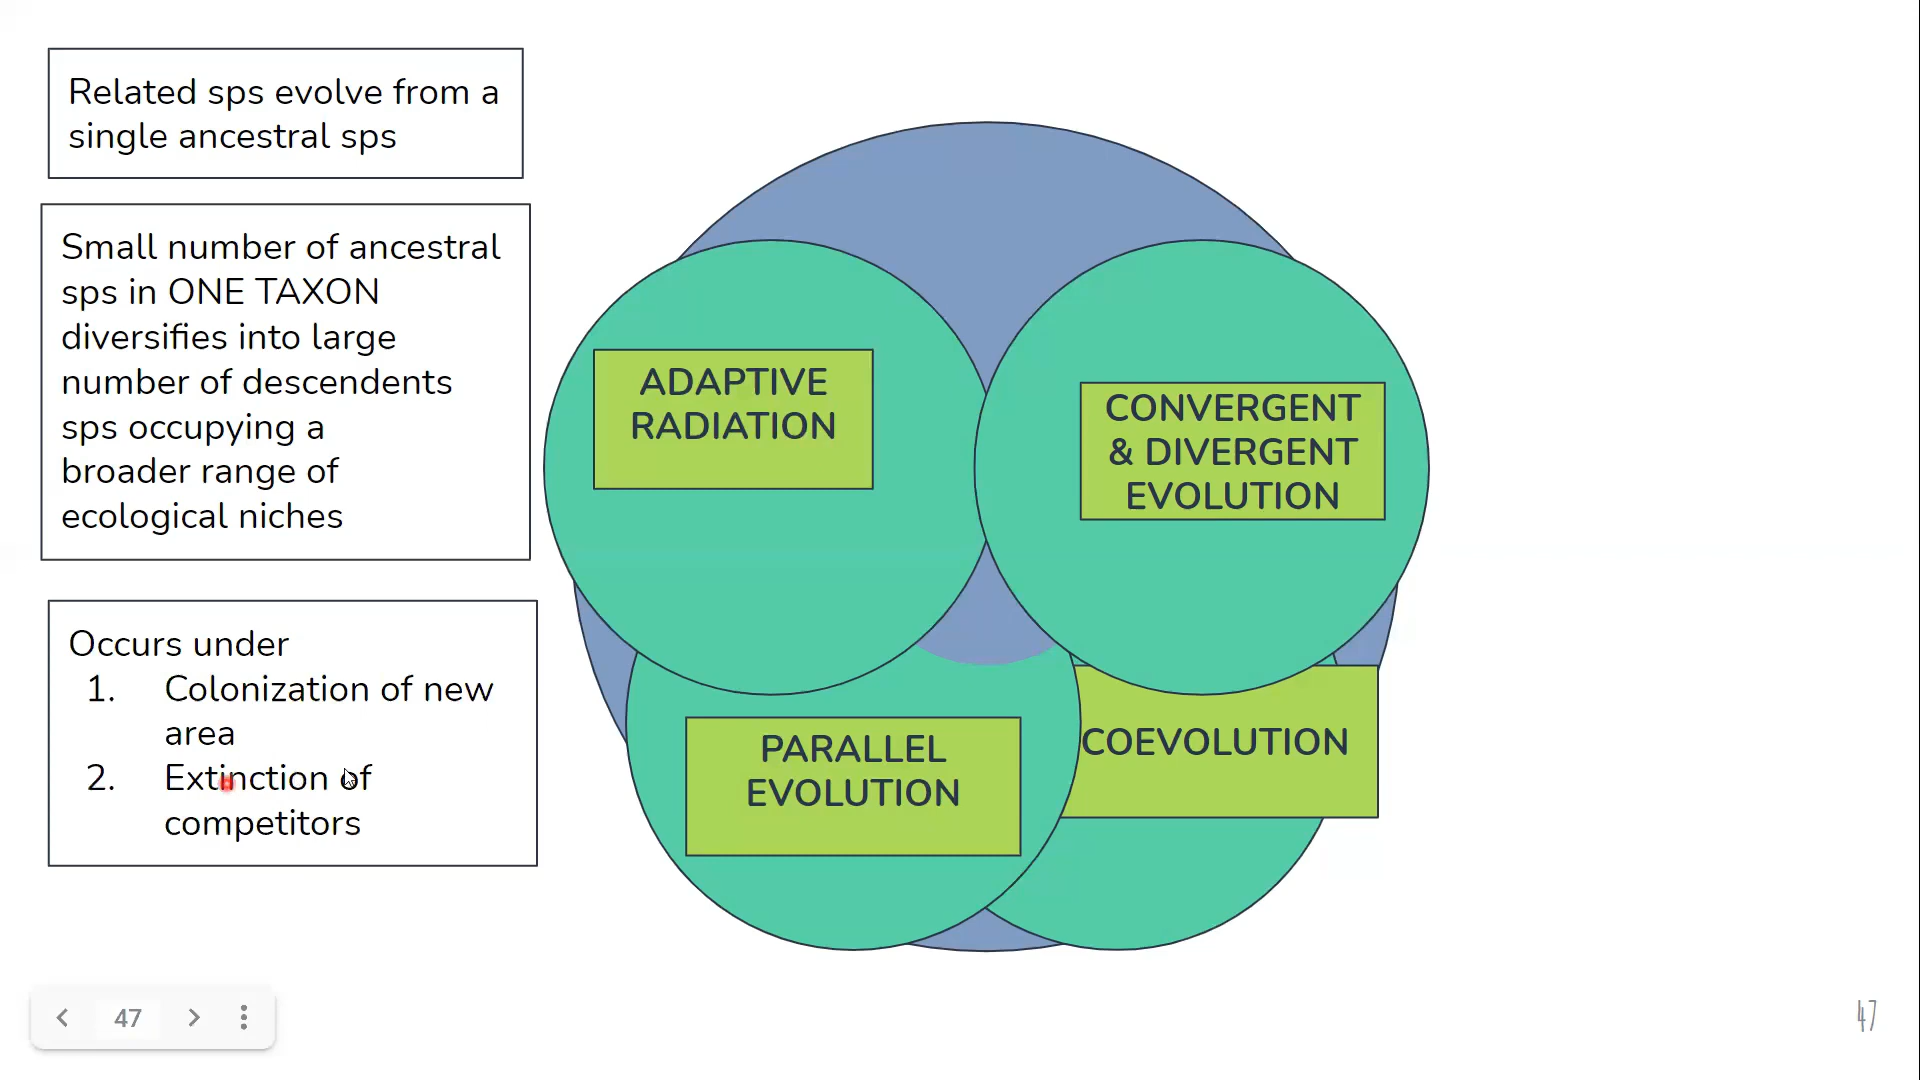 Related sps evolve from a
single ancestral sps
Small number of ancestral
sps in ONE TAXON
diversifies into large
number of descendents
sps occupying a
broader range of
ecological niches
Occurs under
1. Colonization of new
area
2. Extinction of
competitors
ADAPTIVE
RADIATION
CONVERGENT
& DIVERGENT
EVOLUTION
PARALLEL
EVOLUTION
COEVOLUTION
47
47